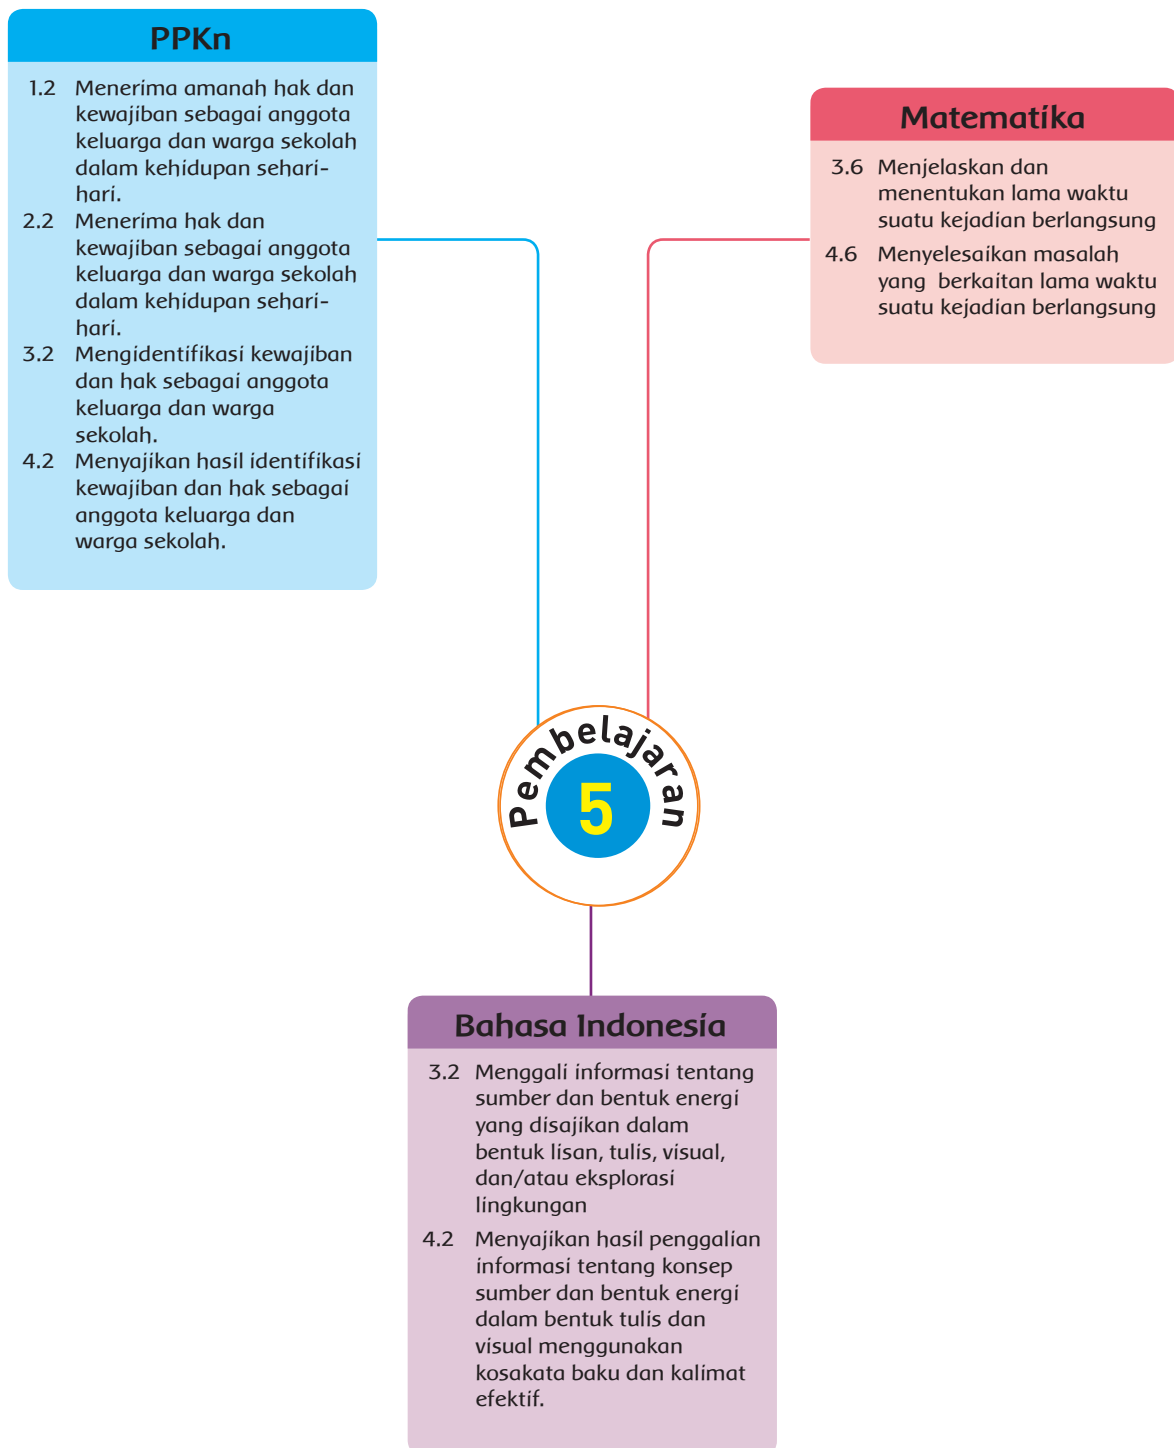 PPKn
1.2 Menerima amanah hak dan
kewajiban sebagai anggota
keluarga dan warga sekolah
dalam kehidupan sehari-
hari.
2.2 Menerima hak dan
kewajiban sebagai anggota
keluarga dan warga sekolah
dalam kehidupan sehari-
hari.
3.2 Mengidentifikasi kewajiban
dan hak sebagai anggota
keluarga dan warga
sekolah.
4.2 Menyajikan hasil identifikasi
kewajiban dan hak sebagai
anggota keluarga dan
warga sekolah.
Matematika
3.6 Menjelaskan dan
menentukan lama waktu
suatu kejadian berlangsung
4.6 Menyelesaikan masalah
yang berkaitan lama waktu
suatu kejadian berlangsung
Pembelajaran
5
Bahasa Indonesia
3.2 Menggali informasi tentang
sumber dan bentuk energi
yang disajikan dalam
bentuk lisan, tulis, visual,
dan/atau eksplorasi
lingkungan
4.2 Menyajikan hasil penggalian
informasi tentang konsep
sumber dan bentuk energi
dalam bentuk tulis dan
visual menggunakan
kosakata baku dan kalimat
efektif.